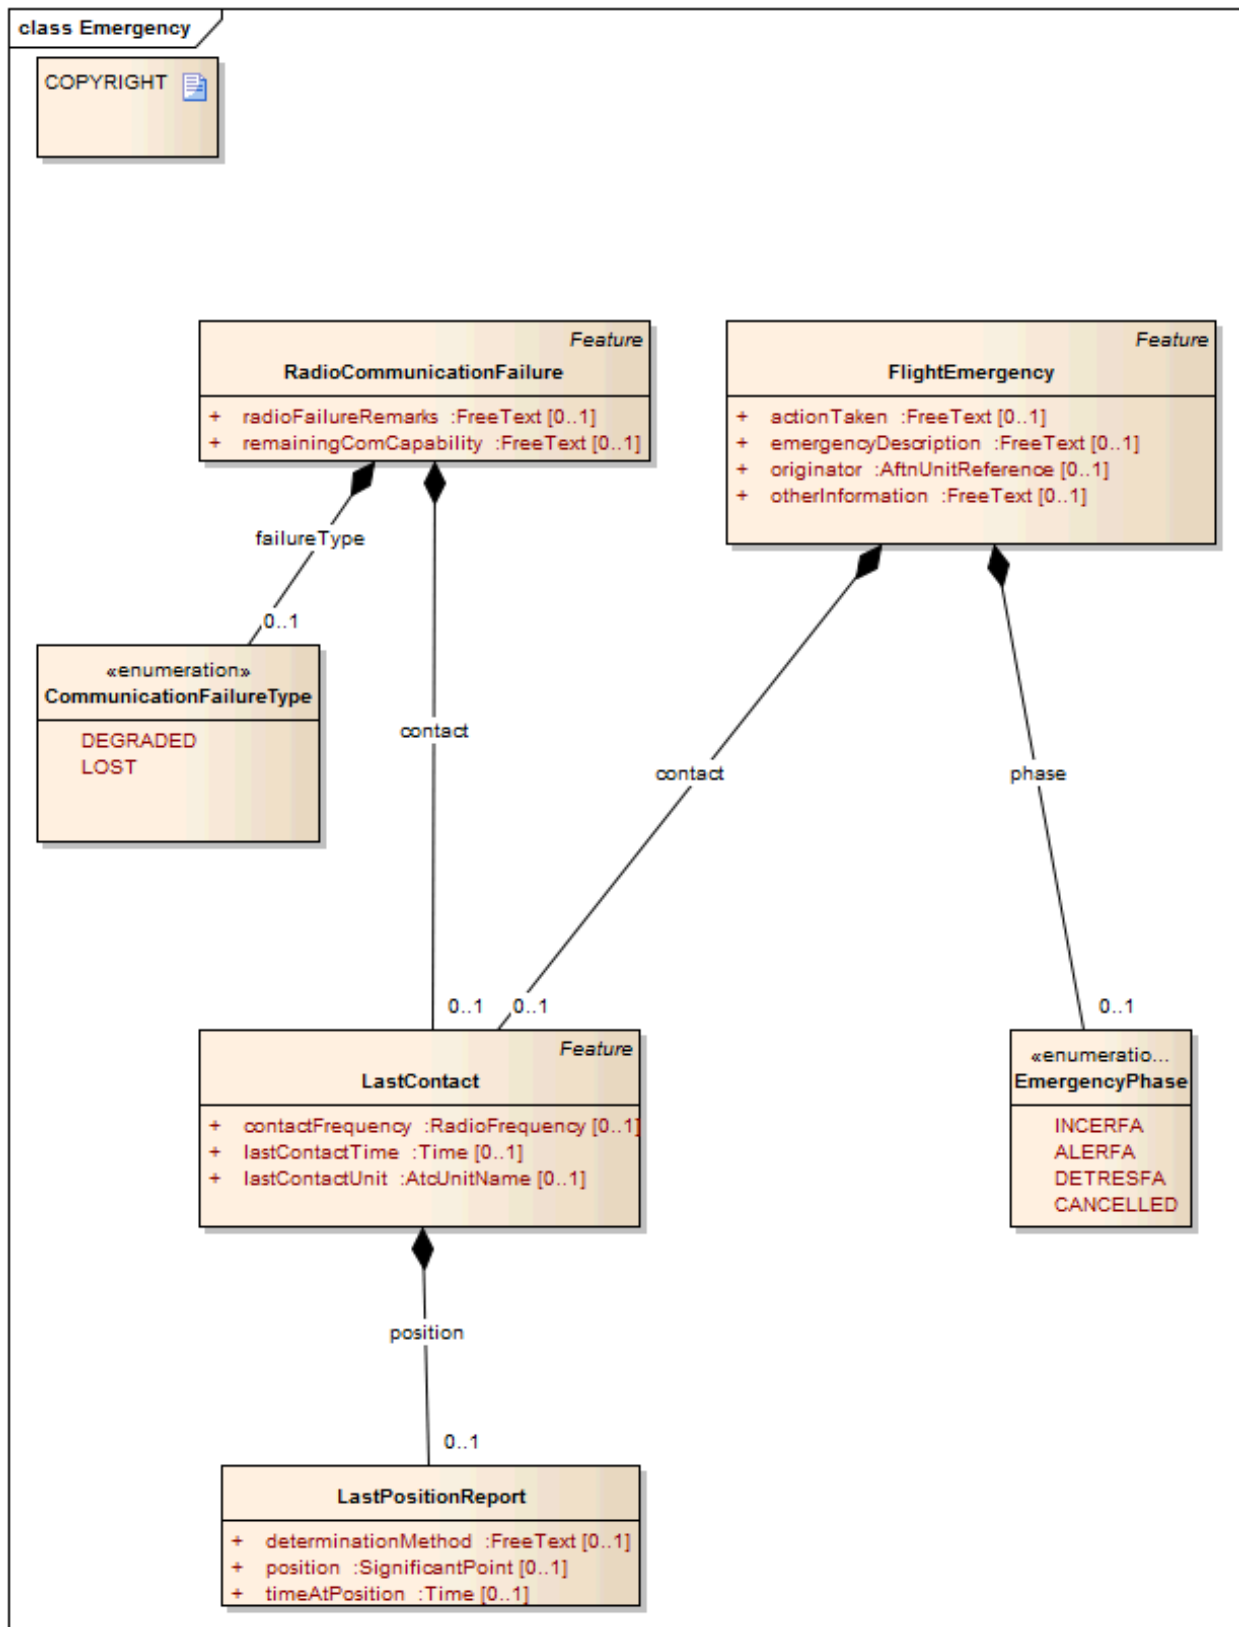 class Emergency
COPYRIGHT
Feature
RadioCommunicationFailure
+ radioFailureRemarks :FreeText [0..1]
+ remainingComCapability :FreeText [0..1]
Feature
FlightEmergency
+ actionTaken :FreeText [0..1]
+ emergencyDescription :FreeText [0..1]
+ originator :AftnUnitReference [0..1]
+ otherInformation :FreeText [0..1]
failureType
0..1
«enumeration»
CommunicationFailureType
DEGRADED
LOST
contact
contact
phase
0..1
0..1
0..1
Feature
LastContact
+ contactFrequency :RadioFrequency [0..1]
+ lastContactTime :Time [0..1]
+ lastContactUnit :AtcUnitName [0..1]
«enumeratio...
EmergencyPhase
INCERFA
ALERFA
DETRESFA
CANCELLED
position
0..1
LastPositionReport
+ determinationMethod :FreeText [0..1]
+ position :SignificantPoint [0..1]
+ timeAtPosition :Time [0..1]